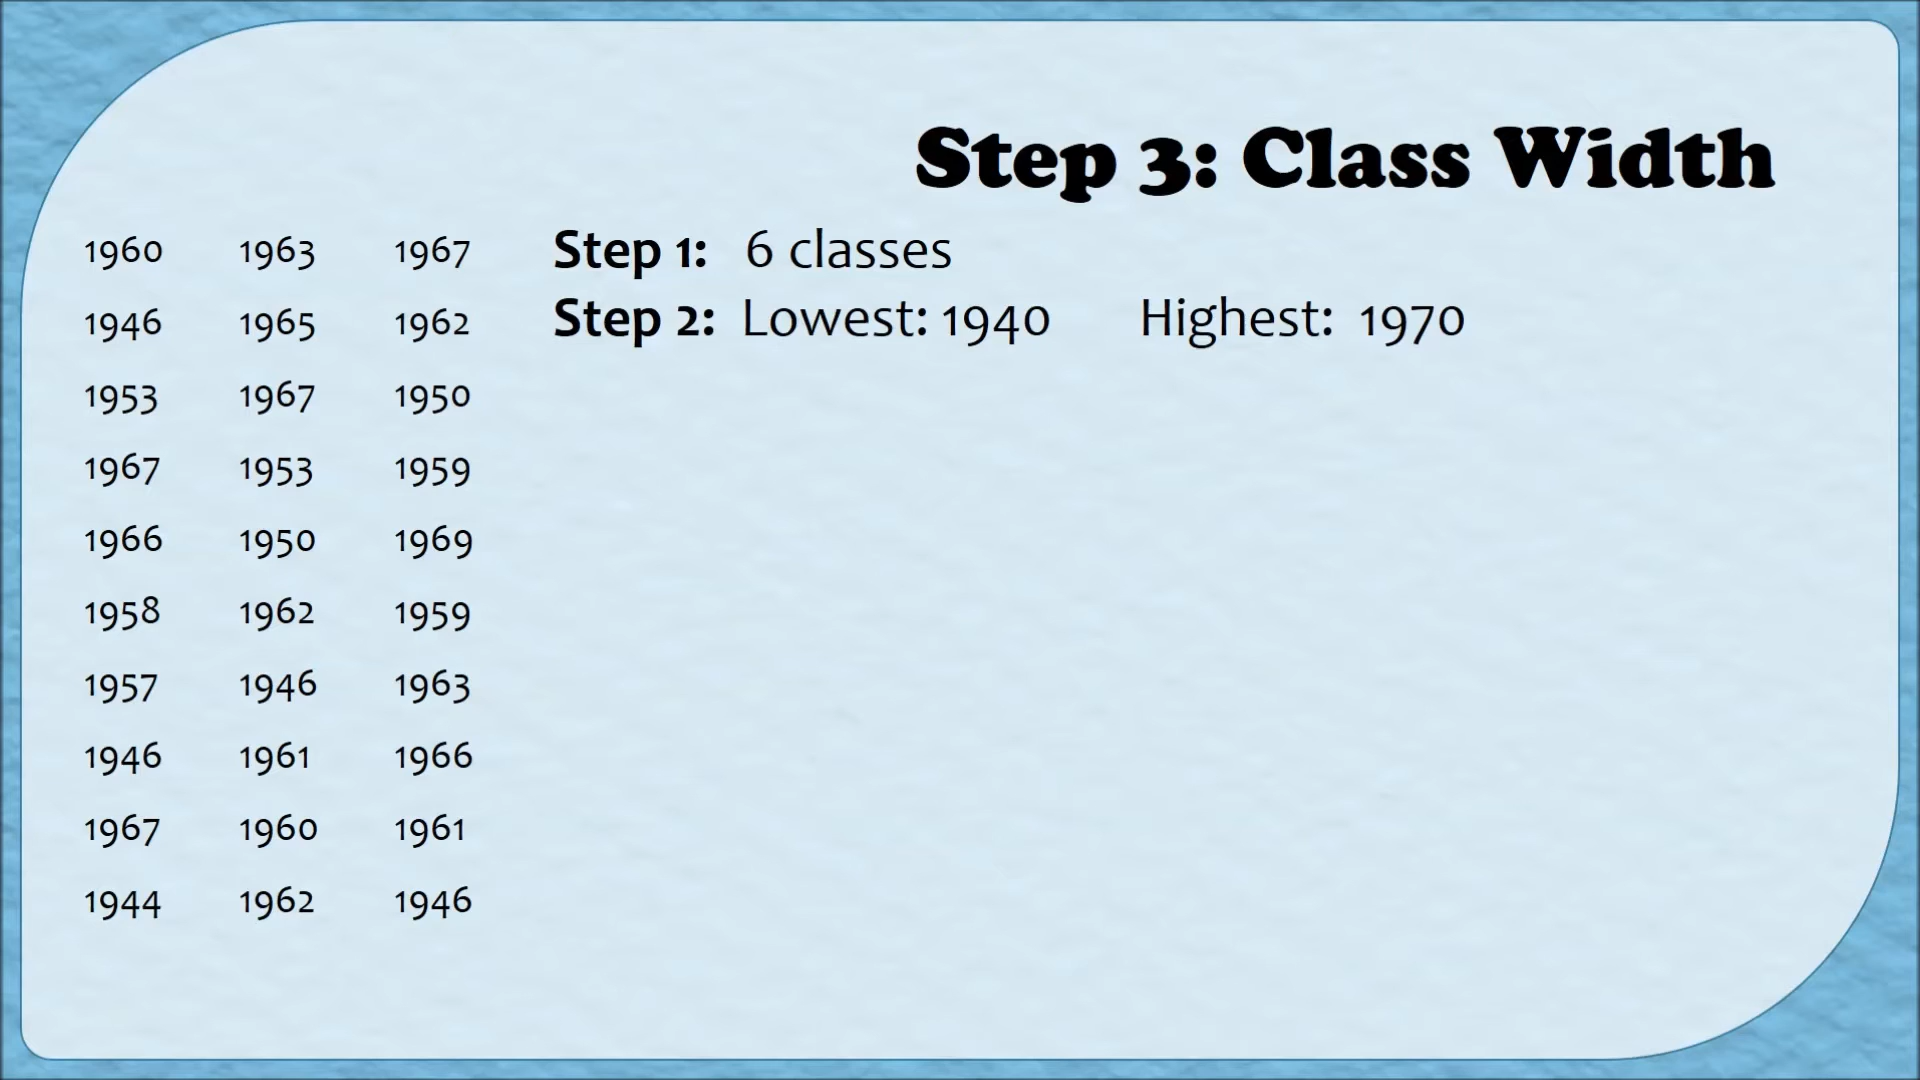 Step 3: Class Width
1960 1963 1967
1946 1965 1962
1953 1967 1950
1967 1953 1959
1966 1950 1969
1958 1962 1959
1957 1946 1963
1946 1961 1966
1967 1960 1961
1944 1962 1946
Step 1: 6 classes
Step 2: Lowest: 1940 Highest: 1970